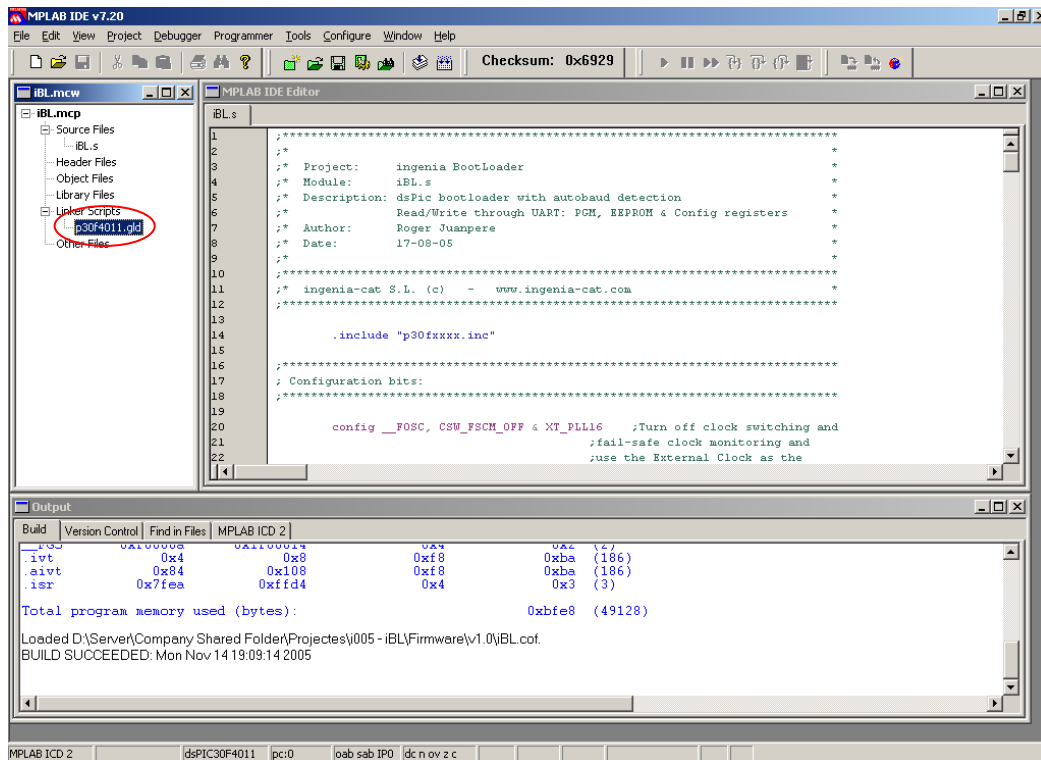 MPLAB IDE v7.20
File Edit View Project Debugger Programmer Tools Configure Window Help
Checksum: 0x6929
iBL.mcw
iBL.mcp
Source Files
iBL.s
Header Files
Object Files
Library Files
Linker Scripts
p30f4011.gld
Other Files
MPLAB IDE Editor
iBL.s
1 ;******************************************************************************
2 ;* *
3 ;* Project: ingenia BootLoader *
4 ;* Module: iBL.s *
5 ;* Description: dsPic bootloader with autobaud detection *
6 ;* Read/Write through UART: PGM, EEPROM & Config registers *
7 ;* Author: Roger Juanpere *
8 ;* Date: 17-08-05 *
9 ;* *
10 ;******************************************************************************
11 ;* ingenia-cat S.L. (c) - www.ingenia-cat.com *
12 ;******************************************************************************
13
14 .include "p30fxxxx.inc"
15
16 ;******************************************************************************
17 ; Configuration bits:
18 ;******************************************************************************
19
20 config __FOSC, CSW_FSCM_OFF & XT_PLL16 ;Turn off clock switching and
21 ;fail-safe clock monitoring and
22 ;use the External Clock as the
Output
Build Version Control Find in Files MPLAB ICD 2
.ivt 0x4 0x8 0xf8 0xba (186)
.aivt 0x84 0x108 0xf8 0xba (186)
.isr 0x7fea 0xffd4 0x4 0x3 (3)
Total program memory used (bytes): 0xbfe8 (49128)
Loaded D:\Server\Company Shared Folder\Projectes\i005 - iBL\Firmware\v1.0\iBL.cof.
BUILD SUCCEEDED: Mon Nov 14 19:09:14 2005
MPLAB ICD 2 dsPIC30F4011 pc:0 oab sab IP0 dc n ov z c